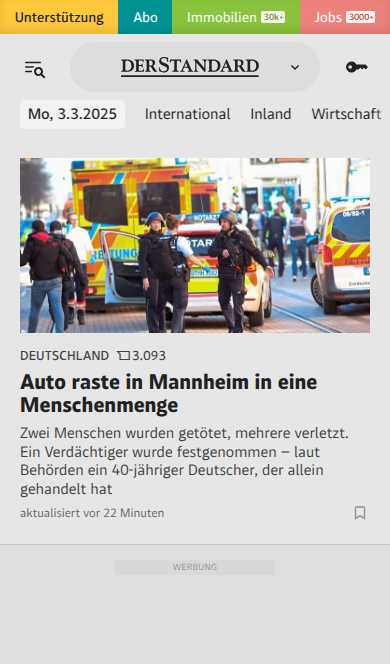 Unterstützung Abo Immobilien 30k+ Jobs 3000+
DERSTANDARD
Mo, 3.3.2025 International Inland Wirtschaft
NOTARZT
NOTAR
DEUTSCHLAND 3.093
Auto raste in Mannheim in eine
Menschenmenge
Zwei Menschen wurden getötet, mehrere verletzt.
Ein Verdächtiger wurde festgenommen – laut
Behörden ein 40-jähriger Deutscher, der allein
gehandelt hat
aktualisiert vor 22 Minuten
WERBUNG